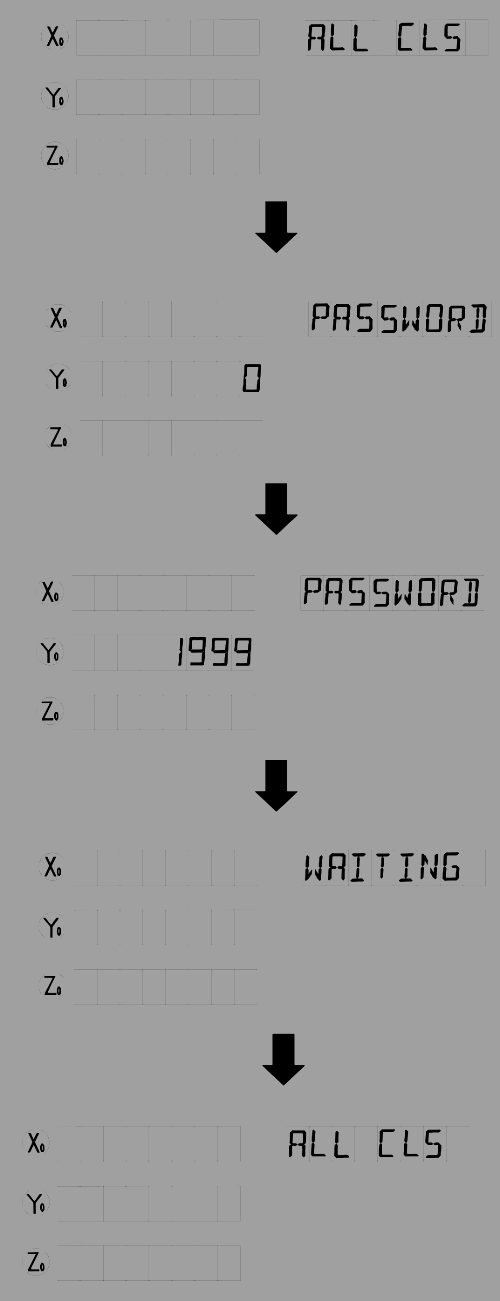 X₀ ALL CLS
Y₀
Z₀
X₀ PASSWORD
Y₀ 0
Z₀
X₀ PASSWORD
Y₀ 1999
Z₀
X₀ WAITING
Y₀
Z₀
X₀ ALL CLS
Y₀
Z₀